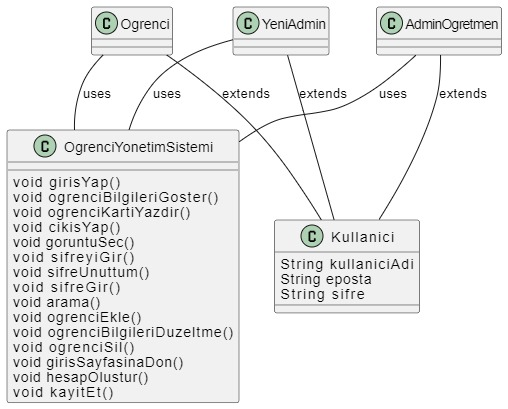 C Ogrenci
C YeniAdmin
C AdminOgretmen
uses
extends
uses
extends
uses
extends
C OgrenciYonetimSistemi
void girisYap()
void ogrenciBilgileriGoster()
void ogrenciKartiYazdir()
void cikisYap()
void goruntuSec()
void sifreyiGir()
void sifreUnuttum()
void sifreGir()
void arama()
void ogrenciEkle()
void ogrenciBilgileriDuzeltme()
void ogrenciSil()
void girisSayfasinaDon()
void hesapOlustur()
void kayitEt()
C Kullanici
String kullaniciAdi
String eposta
String sifre